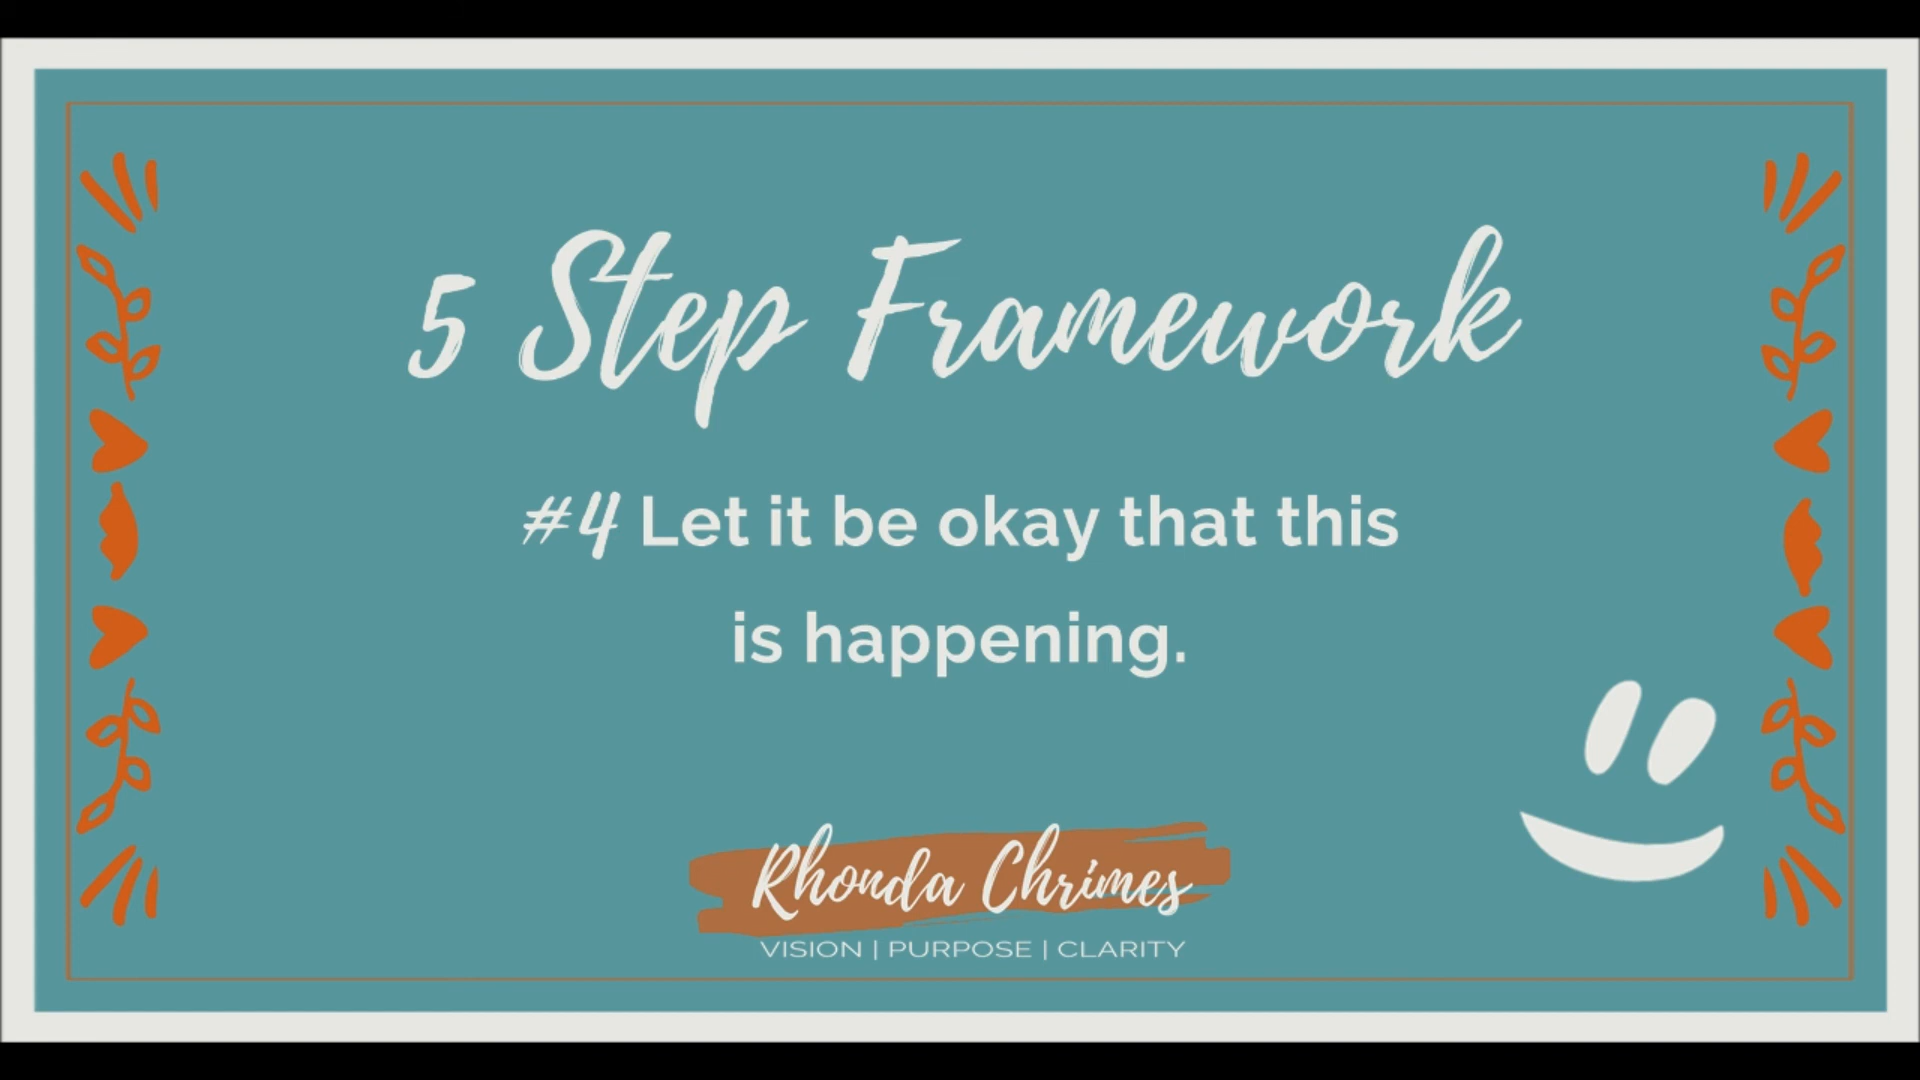 5 Step Framework
#4 Let it be okay that this
is happening.
Rhonda Chrimes
VISION | PURPOSE | CLARITY